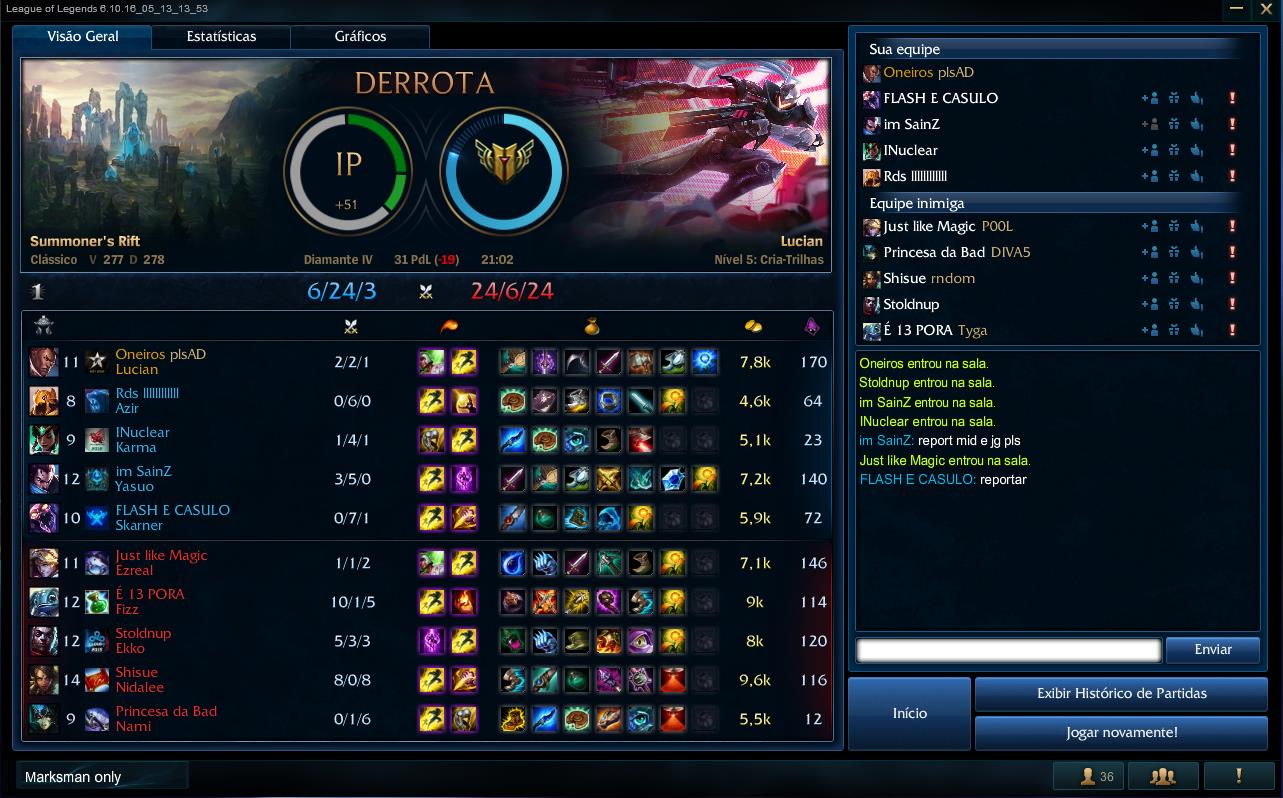 League of Legends 6.10.16_05_13_13_53
Visão Geral Estatísticas Gráficos
DERROTA
IP
+51
Summoner's Rift
Lucian
Clássico V 277 D 278 Diamante IV 31 PdL (-19) 21:02 Nível 5: Cria-Trilhas
1 6/24/3 24/6/24
11 Oneiros plsAD 2/2/1 7,8k 170
Lucian
8 Rds llllllllllll 0/6/0 4,6k 64
Azir
9 INuclear 1/4/1 5,1k 23
Karma
12 im SainZ 3/5/0 7,2k 140
Yasuo
10 FLASH E CASULO 0/7/1 5,9k 72
Skarner
11 Just like Magic 1/1/2 7,1k 146
Ezreal
12 É 13 PORA 10/1/5 9k 114
Fizz
12 Stoldnup 5/3/3 8k 120
Ekko
14 Shisue 8/0/8 9,6k 116
Nidalee
9 Princesa da Bad 0/1/6 5,5k 12
Nami
Marksman only
Sua equipe
Oneiros plsAD
FLASH E CASULO
im SainZ
INuclear
Rds llllllllllll
Equipe inimiga
Just like Magic P00L
Princesa da Bad DIVA5
Shisue rndom
Stoldnup
É 13 PORA Tyga
Oneiros entrou na sala.
Stoldnup entrou na sala.
im SainZ entrou na sala.
INuclear entrou na sala.
im SainZ: report mid e jg pls
Just like Magic entrou na sala.
FLASH E CASULO: reportar
Enviar
Início
Exibir Histórico de Partidas
Jogar novamente!
36